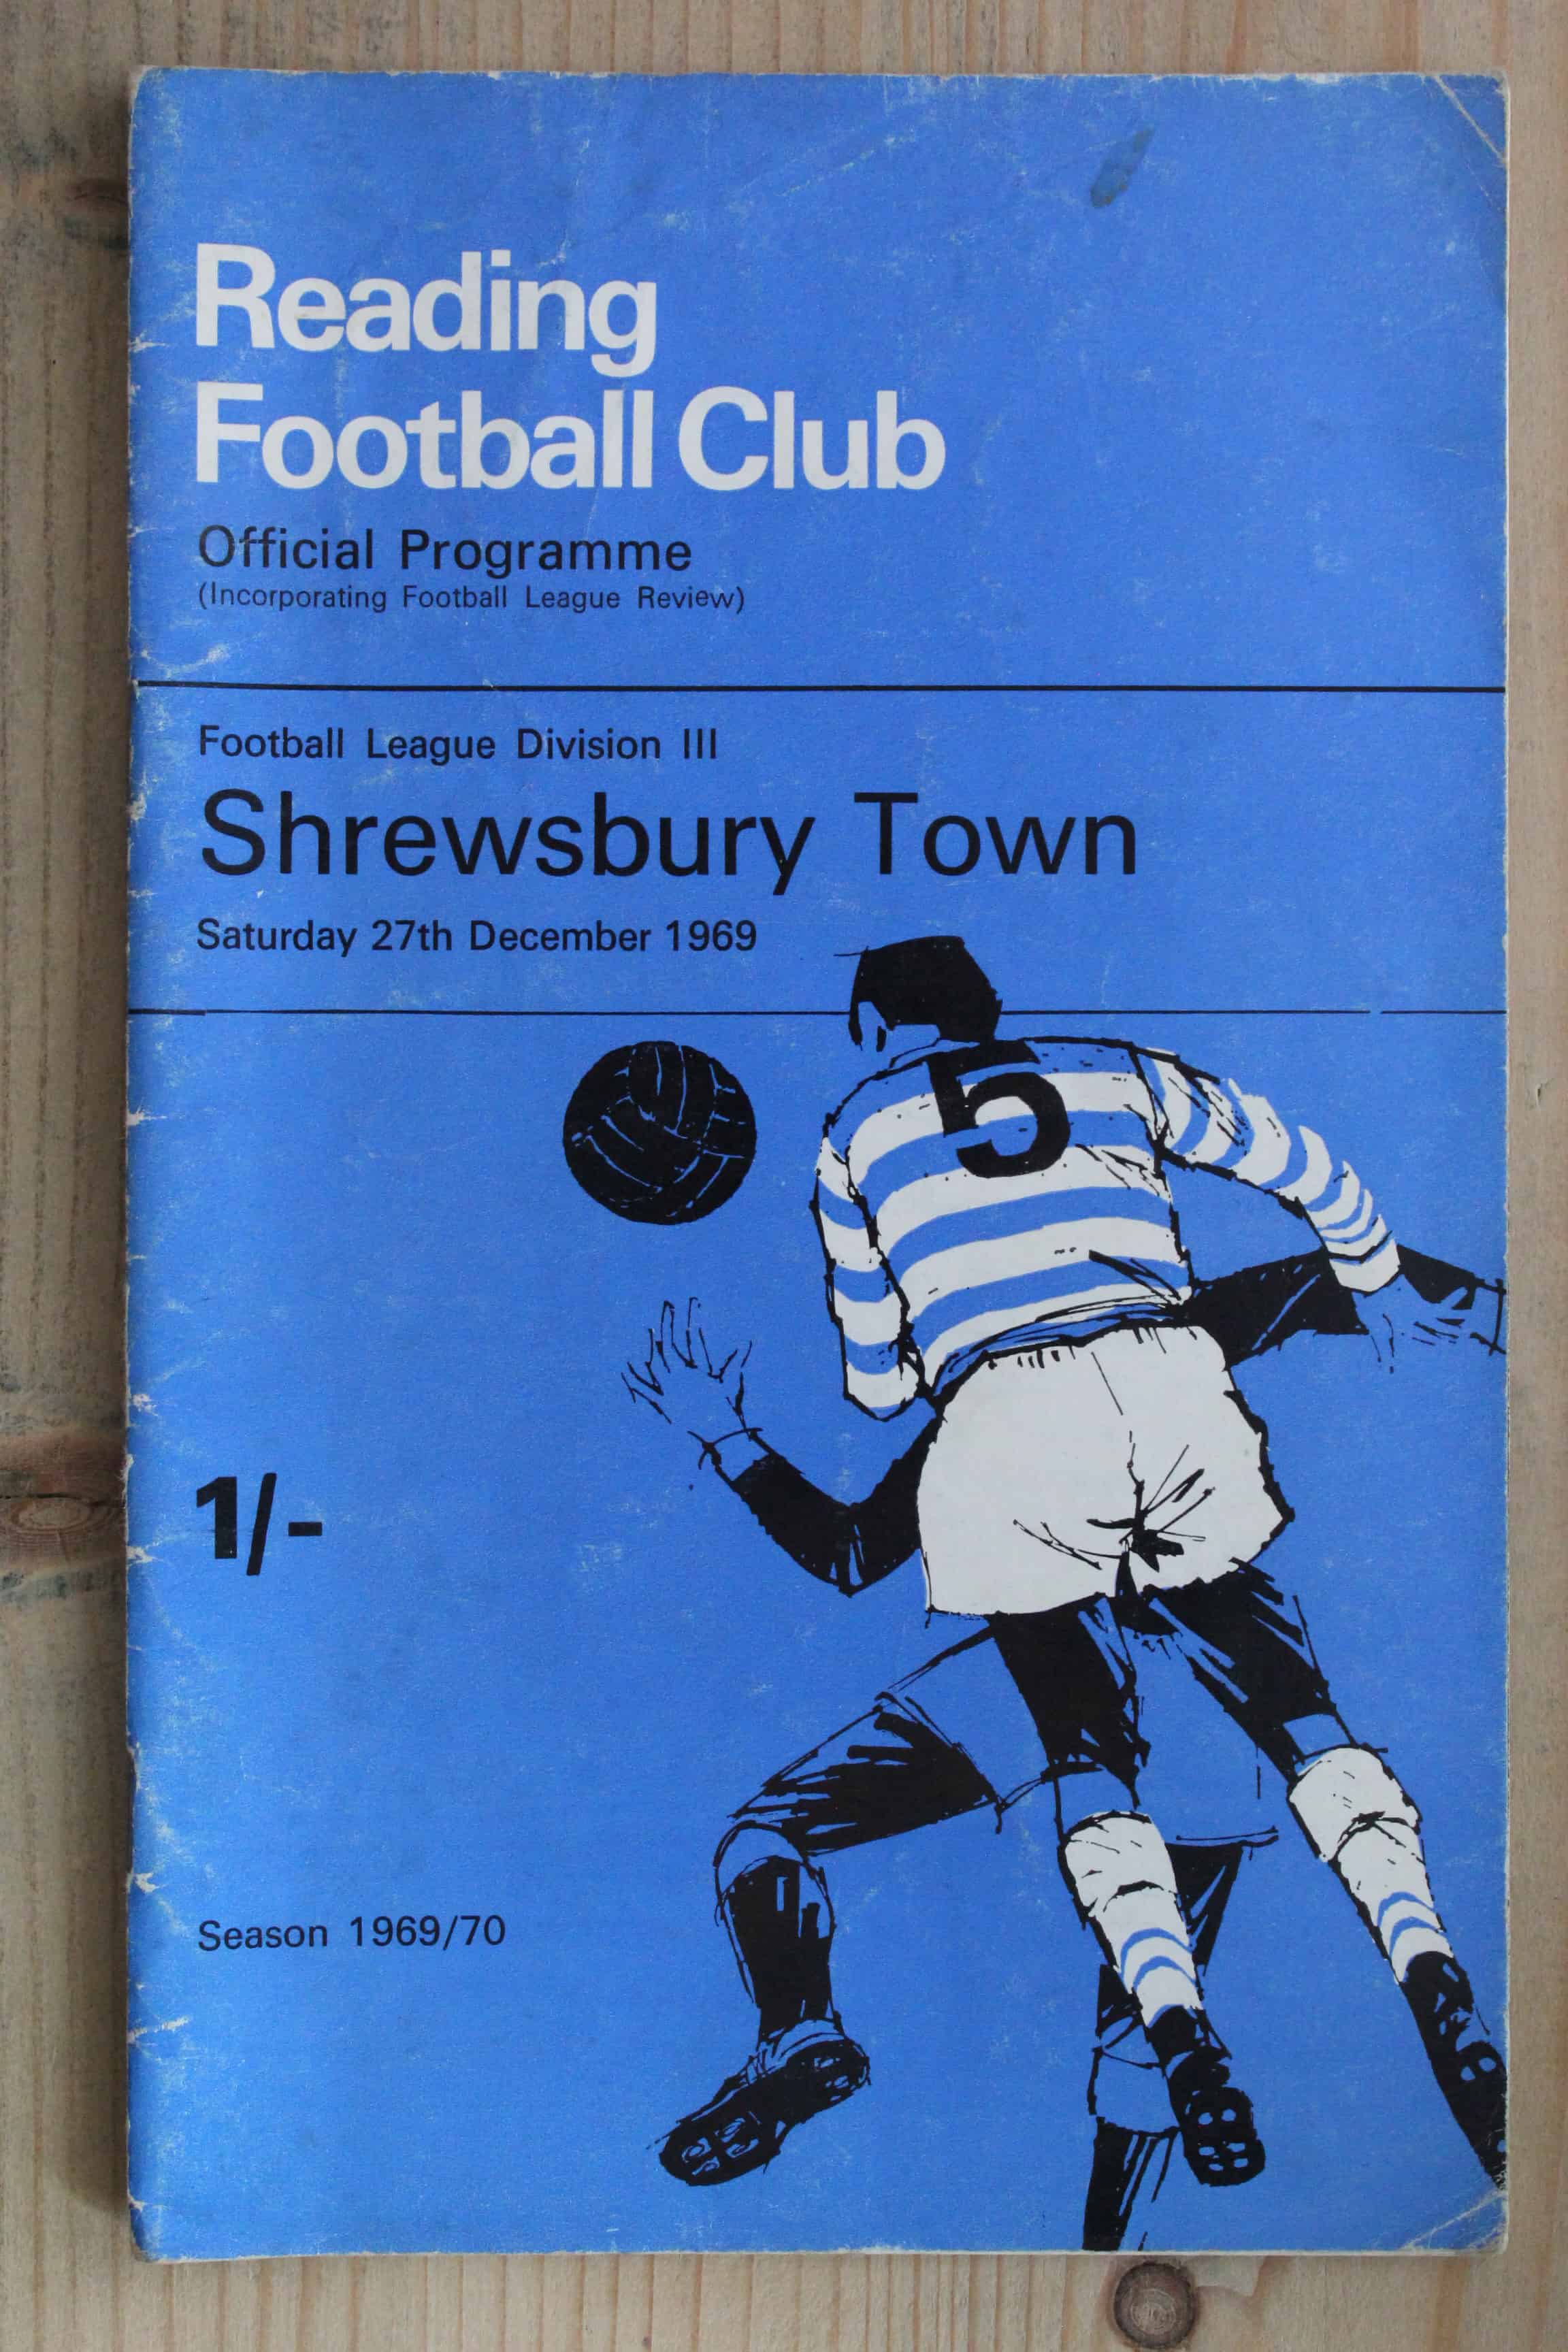 Reading
Football Club
Official Programme
(Incorporating Football League Review)
Football League Division III
Shrewsbury Town
Saturday 27th December 1969
5
1/-
Season 1969/70